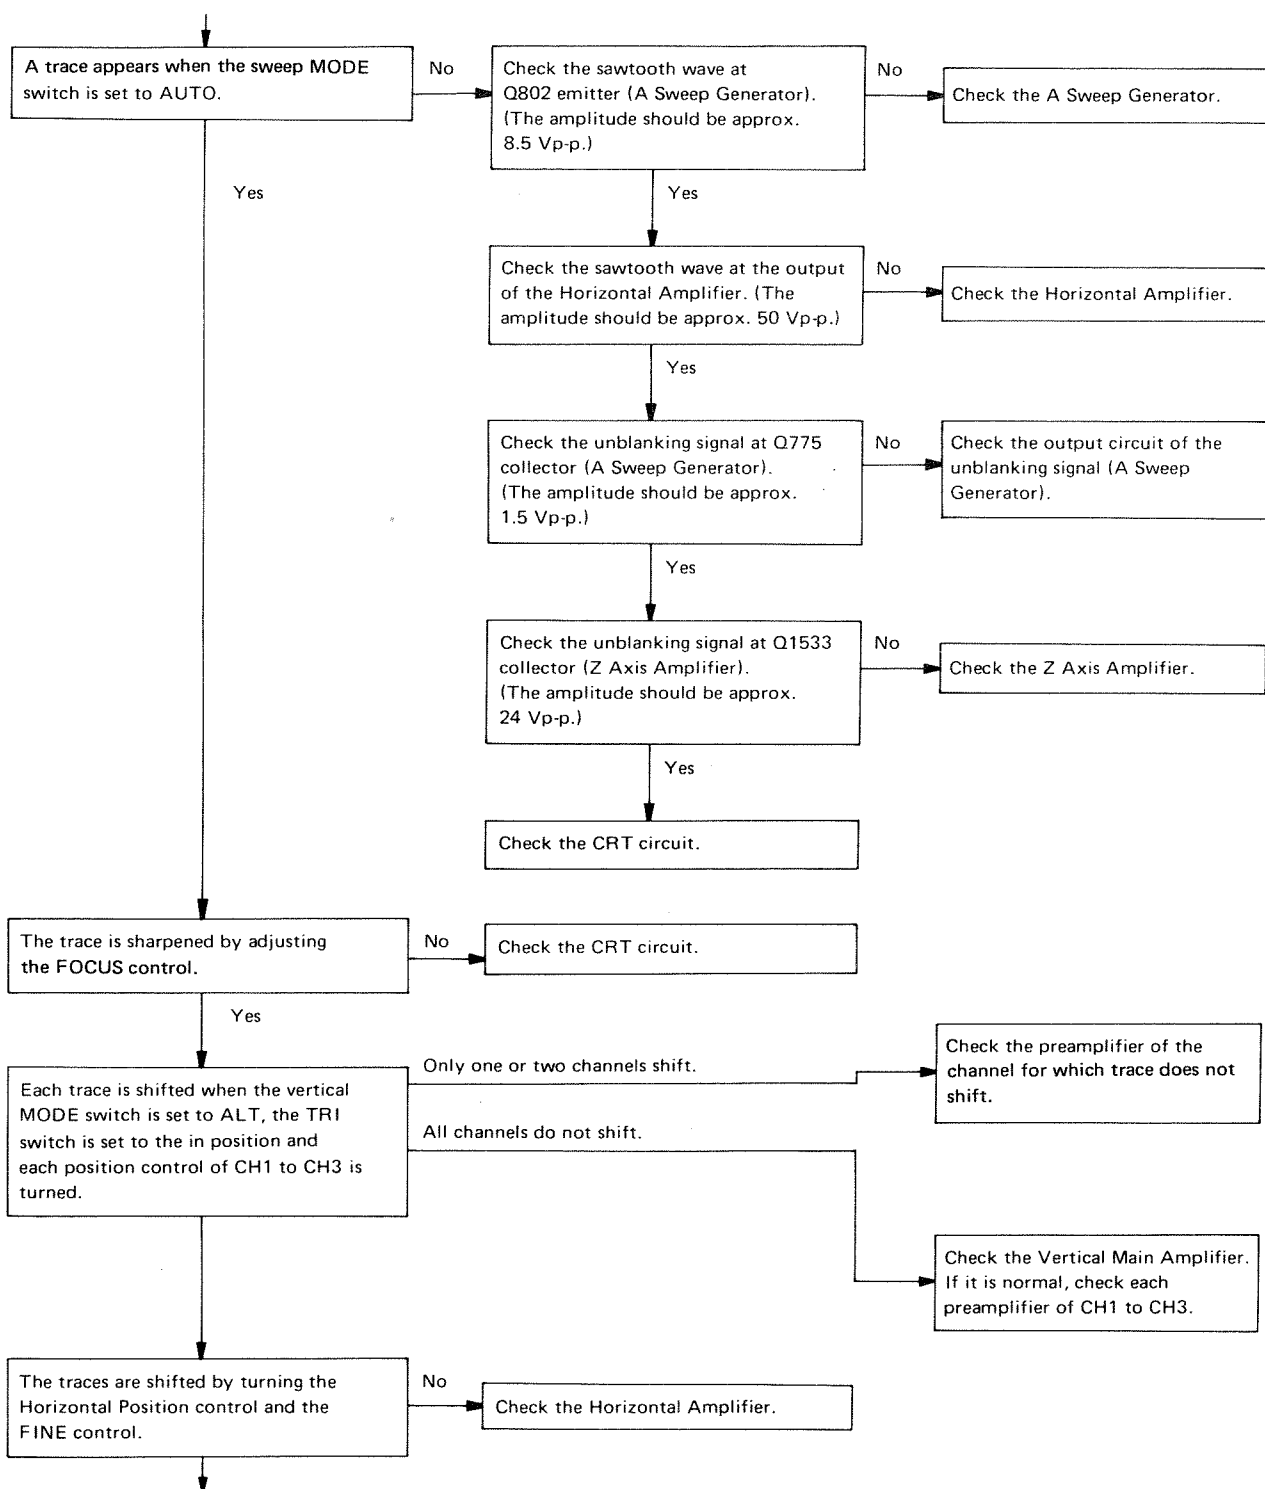 A trace appears when the sweep MODE
switch is set to AUTO.
No
Check the sawtooth wave at
Q802 emitter (A Sweep Generator).
(The amplitude should be approx.
8.5 Vp-p.)
No
Check the A Sweep Generator.
Yes
Yes
Check the sawtooth wave at the output
of the Horizontal Amplifier. (The
amplitude should be approx. 50 Vp-p.)
No
Check the Horizontal Amplifier.
Yes
Check the unblanking signal at Q775
collector (A Sweep Generator).
(The amplitude should be approx.
1.5 Vp-p.)
No
Check the output circuit of the
unblanking signal (A Sweep
Generator).
Yes
Check the unblanking signal at Q1533
collector (Z Axis Amplifier).
(The amplitude should be approx.
24 Vp-p.)
No
Check the Z Axis Amplifier.
Yes
Check the CRT circuit.
The trace is sharpened by adjusting
the FOCUS control.
No
Check the CRT circuit.
Yes
Each trace is shifted when the vertical
MODE switch is set to ALT, the TRI
switch is set to the in position and
each position control of CH1 to CH3 is
turned.
Only one or two channels shift.
Check the preamplifier of the
channel for which trace does not
shift.
All channels do not shift.
Check the Vertical Main Amplifier.
If it is normal, check each
preamplifier of CH1 to CH3.
The traces are shifted by turning the
Horizontal Position control and the
FINE control.
No
Check the Horizontal Amplifier.